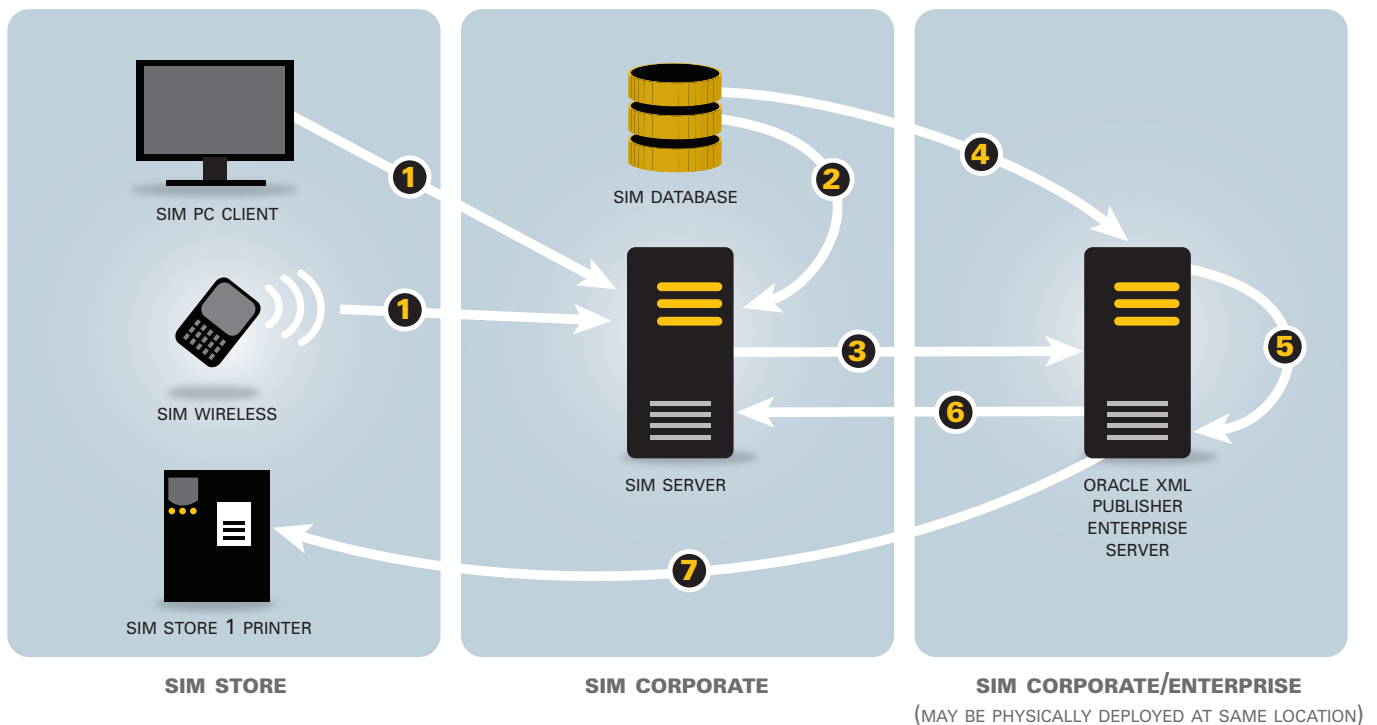 1
SIM PC CLIENT
1
SIM WIRELESS
SIM STORE 1 PRINTER
SIM STORE
2
SIM DATABASE
3
6
SIM SERVER
7
SIM CORPORATE
4
5
ORACLE XML
PUBLISHER
ENTERPRISE
SERVER
SIM CORPORATE/ENTERPRISE
(MAY BE PHYSICALLY DEPLOYED AT SAME LOCATION)